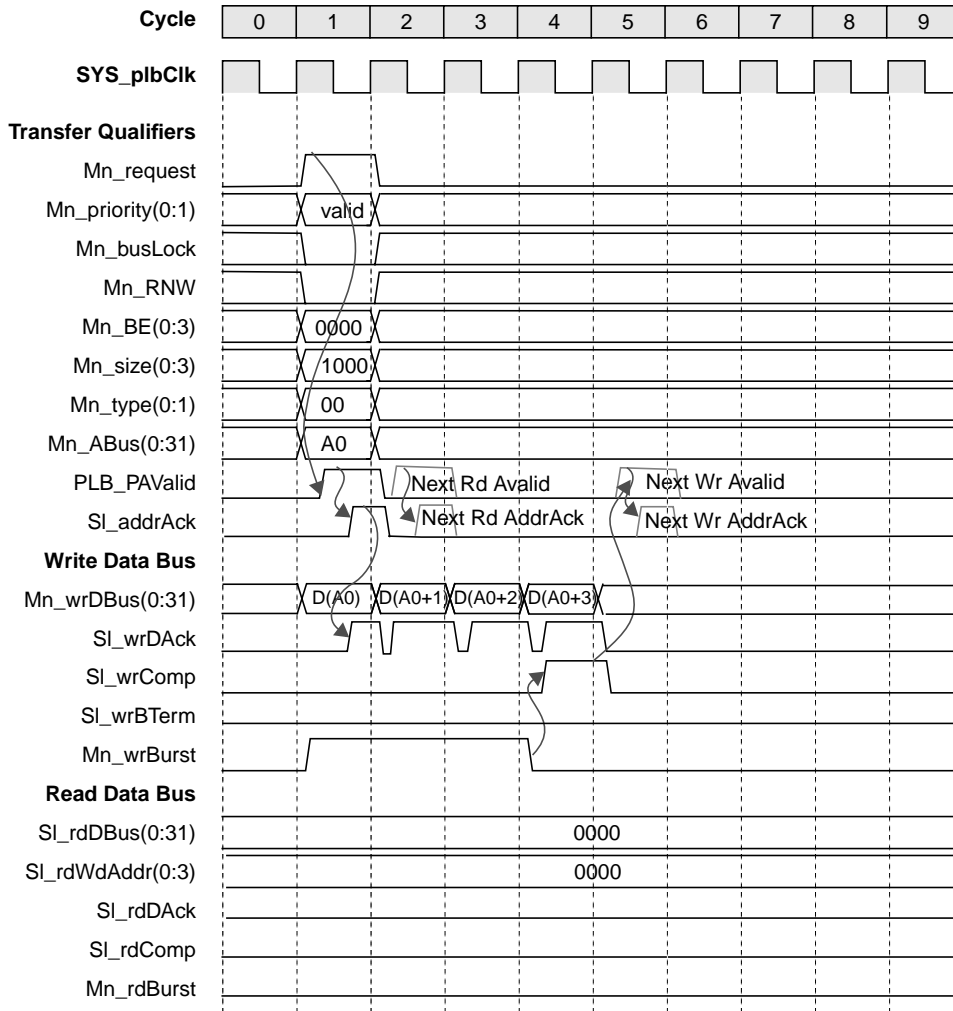 Cycle 0 1 2 3 4 5 6 7 8 9
SYS_plbClk
Transfer Qualifiers
Mn_request
Mn_priority(0:1) valid
Mn_busLock
Mn_RNW
Mn_BE(0:3) 0000
Mn_size(0:3) 1000
Mn_type(0:1) 00
Mn_ABus(0:31) A0
PLB_PAValid Next Rd Avalid Next Wr Avalid
Sl_addrAck Next Rd AddrAck Next Wr AddrAck
Write Data Bus
Mn_wrDBus(0:31) D(A0) D(A0+1) D(A0+2) D(A0+3)
Sl_wrDAck
Sl_wrComp
Sl_wrBTerm
Mn_wrBurst
Read Data Bus
Sl_rdDBus(0:31) 0000
Sl_rdWdAddr(0:3) 0000
Sl_rdDAck
Sl_rdComp
Mn_rdBurst